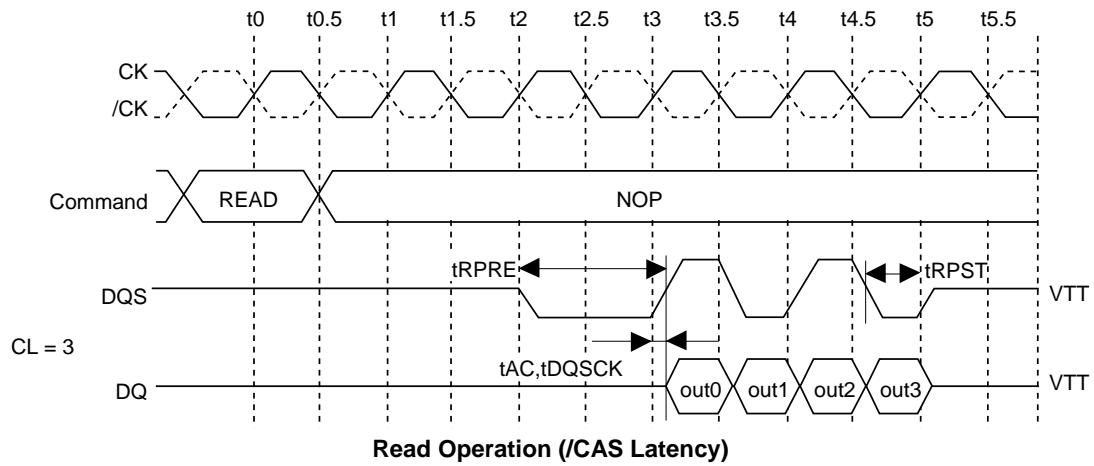 t0 t0.5 t1 t1.5 t2 t2.5 t3 t3.5 t4 t4.5 t5 t5.5
CK
/CK
Command READ NOP
tRPRE tRPST
DQS VTT
CL = 3
tAC,tDQSCK
DQ out0 out1 out2 out3 VTT
Read Operation (/CAS Latency)